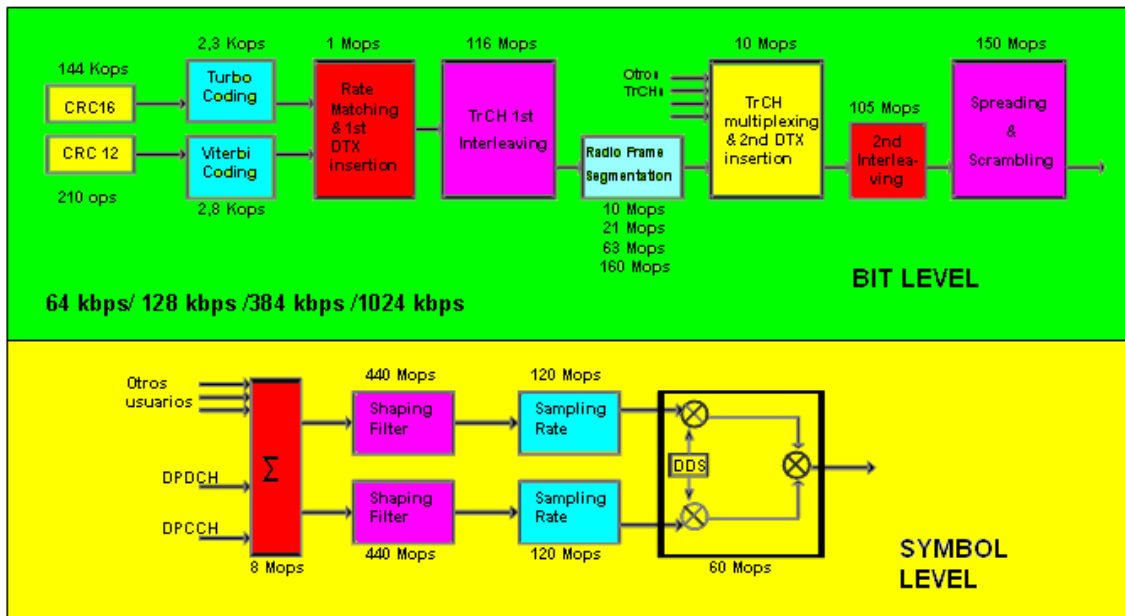 2,3 Kops
1 Mops
116 Mops
10 Mops
150 Mops
144 Kops
CRC16
Turbo
Coding
Rate
Matching
& 1st
DTX
insertion
TrCH 1st
Interleaving
Otros
TrCHs
TrCH
multiplexing
& 2nd DTX
insertion
105 Mops
Spreading
&
Scrambling
CRC 12
Viterbi
Coding
Radio Frame
Segmentation
2nd
Interlea-
ving
210 ops
2,8 Kops
10 Mops
21 Mops
63 Mops
160 Mops
BIT LEVEL
64 kbps/ 128 kbps /384 kbps /1024 kbps
Otros
usuarios
440 Mops
120 Mops
Shaping
Filter
Sampling
Rate
DPDCH
Σ
DDS
DPCCH
Shaping
Filter
Sampling
Rate
8 Mops
440 Mops
120 Mops
60 Mops
SYMBOL
LEVEL